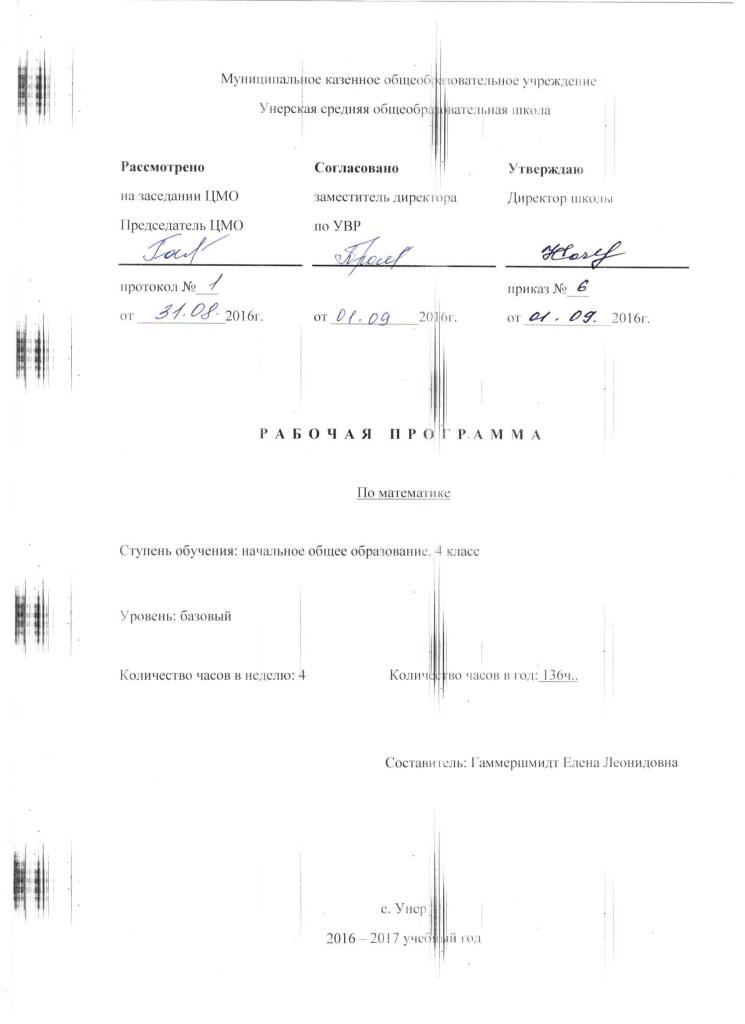 Муниципальное казенное общеобразовательное учреждение
Унерская средняя общеобразовательная школа
Рассмотрено Согласовано Утверждаю
на заседании ЦМО заместитель директора Директор школы
Председатель ЦМО по УВР
протокол № 1 приказ № 6
от 31.08. 2016г. от 01.09 2016г. от 01. 09. 2016г.
Р А Б О Ч А Я П Р О Г Р А М М А
По математике
Ступень обучения: начальное общее образование. 4 класс
Уровень: базовый
Количество часов в неделю: 4 Количество часов в год: 136ч..
Составитель: Гаммершмидт Елена Леонидовна
с. Унер
2016 – 2017 учебный год